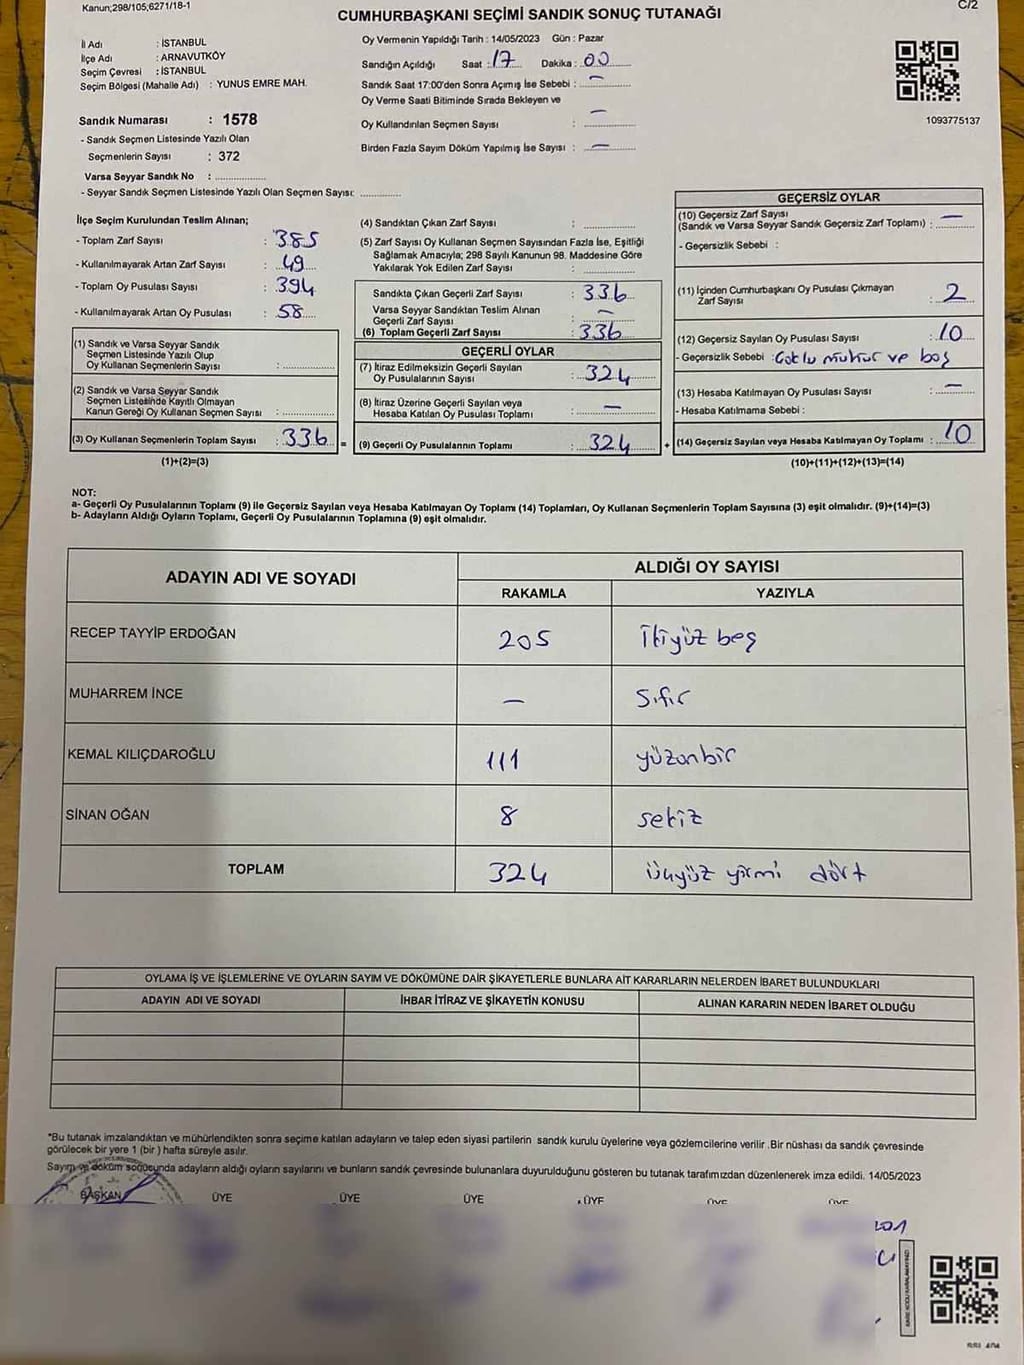 Kanun;298/105,6271/18-1
C/2
CUMHURBAŞKANI SEÇİMİ SANDIK SONUÇ TUTANAĞI
İl Adı : İSTANBUL
İlçe Adı : ARNAVUTKÖY
Seçim Çevresi : İSTANBUL
Seçim Bölgesi (Mahalle Adı) : YUNUS EMRE MAH.
Sandık Numarası : 1578
- Sandık Seçmen Listesinde Yazılı Olan
Seçmenlerin Sayısı : 372
Varsa Seyyar Sandık No : ..................
- Seyyar Sandık Seçmen Listesinde Yazılı Olan Seçmen Sayısı: .............
Oy Vermenin Yapıldığı Tarih : 14/05/2023 Gün : Pazar
Sandığın Açıldığı Saat : 17 Dakika : 00
Sandık Saat 17:00'den Sonra Açımış İse Sebebi : —
Oy Verme Saati Bitiminde Sırada Bekleyen ve
Oy Kullandırılan Seçmen Sayısı : —
Birden Fazla Sayım Döküm Yapılmış İse Sayısı : —
1093775137
İlçe Seçim Kurulundan Teslim Alınan;
- Toplam Zarf Sayısı : 385
- Kullanılmayarak Artan Zarf Sayısı : 49
- Toplam Oy Pusulası Sayısı : 394
- Kullanılmayarak Artan Oy Pusulası : 58
(1) Sandık ve Varsa Seyyar Sandık
Seçmen Listesinde Yazılı Olup
Oy Kullanan Seçmenlerin Sayısı : ..................
(2) Sandık ve Varsa Seyyar Sandık
Seçmen Listesinde Kayıtlı Olmayan
Kanun Gereği Oy Kullanan Seçmen Sayısı : ..................
(3) Oy Kullanan Seçmenlerin Toplam Sayısı : 336 =
(1)+(2)=(3)
(4) Sandıktan Çıkan Zarf Sayısı : ..................
(5) Zarf Sayısı Oy Kullanan Seçmen Sayısından Fazla İse, Eşitliği
Sağlamak Amacıyla; 298 Sayılı Kanunun 98. Maddesine Göre
Yakılarak Yok Edilen Zarf Sayısı : ..................
Sandıkta Çıkan Geçerli Zarf Sayısı : 336
Varsa Seyyar Sandıktan Teslim Alınan
Geçerli Zarf Sayısı : —
(6) Toplam Geçerli Zarf Sayısı : 336
GEÇERLİ OYLAR
(7) İtiraz Edilmeksizin Geçerli Sayılan
Oy Pusulalarının Sayısı : 324
(8) İtiraz Üzerine Geçerli Sayılan veya
Hesaba Katılan Oy Pusulası Toplamı : —
(9) Geçerli Oy Pusulalarının Toplamı : 324 +
GEÇERSİZ OYLAR
(10) Geçersiz Zarf Sayısı
(Sandık ve Varsa Seyyar Sandık Geçersiz Zarf Toplamı) : —
- Geçersizlik Sebebi :
(11) İçinden Cumhurbaşkanı Oy Pusulası Çıkmayan
Zarf Sayısı : 2
(12) Geçersiz Sayılan Oy Pusulası Sayısı : 10
- Geçersizlik Sebebi : Çoklu mühür ve boş
(13) Hesaba Katılmayan Oy Pusulası Sayısı : —
- Hesaba Katılmama Sebebi :
(14) Geçersiz Sayılan veya Hesaba Katılmayan Oy Toplamı : 10
(10)+(11)+(12)+(13)=(14)
NOT:
a- Geçerli Oy Pusulalarının Toplamı (9) ile Geçersiz Sayılan veya Hesaba Katılmayan Oy Toplamı (14) Toplamları, Oy Kullanan Seçmenlerin Toplam Sayısına (3) eşit olmalıdır. (9)+(14)=(3)
b- Adayların Aldığı Oyların Toplamı, Geçerli Oy Pusulalarının Toplamına (9) eşit olmalıdır.
ADAYIN ADI VE SOYADI
ALDIĞI OY SAYISI
RAKAMLA YAZIYLA
RECEP TAYYİP ERDOĞAN 205 İkiyüz beş
MUHARREM İNCE — Sıfır
KEMAL KILIÇDAROĞLU 111 yüzonbir
SİNAN OĞAN 8 sekiz
TOPLAM 324 üçyüz yirmi dört
OYLAMA İŞ VE İŞLEMLERİNE VE OYLARIN SAYIM VE DÖKÜMÜNE DAİR ŞİKAYETLERLE BUNLARA AİT KARARLARIN NELERDEN İBARET BULUNDUKLARI
ADAYIN ADI VE SOYADI İHBAR İTİRAZ VE ŞİKAYETİN KONUSU ALINAN KARARIN NEDEN İBARET OLDUĞU
*Bu tutanak imzalandıktan ve mühürlendikten sonra seçime katılan adayların ve talep eden siyasi partilerin sandık kurulu üyelerine veya gözlemcilerine verilir .Bir nüshası da sandık çevresinde
görülecek bir yere 1 (bir ) hafta süreyle asılır.
Sayım ve döküm sonucunda adayların aldığı oyların sayılarını ve bunların sandık çevresinde bulunanlara duyurulduğunu gösteren bu tutanak tarafımızdan düzenlenerek imza edildi. 14/05/2023
BAŞKAN ÜYE ÜYE ÜYE ÜYE ÜYE ÜYE